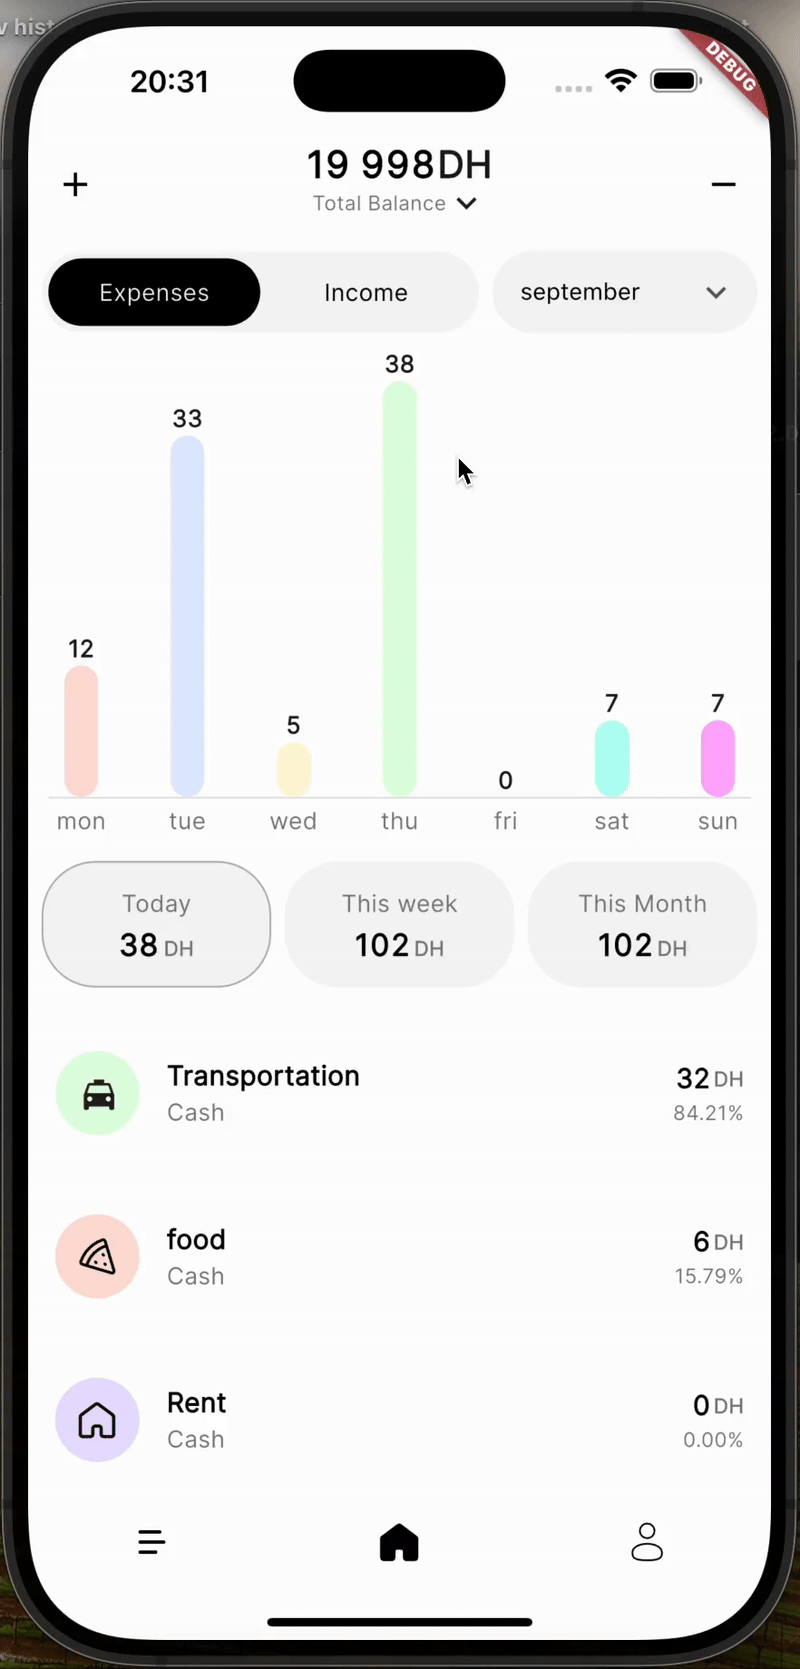 v hist
20:31
DEBUG
19 998DH
Total Balance
Expenses
Income
september
38
33
12
5
0
7
7
mon
tue
wed
thu
fri
sat
sun
Today
This week
This Month
38 DH
102 DH
102 DH
Transportation
32 DH
Cash
84.21%
food
6 DH
Cash
15.79%
Rent
0 DH
Cash
0.00%